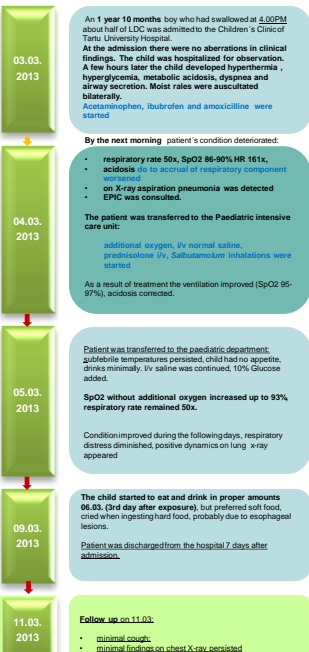 03.03.
2013
An 1 year 10 months boy who had swallowed at 4.00PM
about half of LDC was admitted to the Children´s Clinic of
Tartu University Hospital.
At the admission there were no aberrations in clinical
findings. The child was hospitalized for observation.
A few hours later the child developed hyperthermia ,
hyperglycemia, metabolic acidosis, dyspnea and
airway secretion. Moist rales were auscultated
bilaterally.
Acetaminophen, ibubrofen and amoxicilline were
started
04.03.
2013
By the next morning patient´s condition deteriorated:
• respiratory rate 50x, SpO2 86-90% HR 161x,
• acidosis do to accrual of respiratory component
worsened
• on X-ray aspiration pneumonia was detected
• EPIC was consulted.
The patient was transferred to the Paediatric intensive
care unit:
additional oxygen, i/v normal saline,
prednisolone i/v, Salbutamolum inhalations were
started
As a result of treatment the ventilation improved (SpO2 95-
97%), acidosis corrected.
05.03.
2013
Patient was transferred to the paediatric department:
subfebrile temperatures persisted, child had no appetite,
drinks minimally. I/v saline was continued, 10% Glucose
added.
SpO2 without additional oxygen increased up to 93%,
respiratory rate remained 50x.
Condition improved during the following days, respiratory
distress diminished, positive dynamics on lung x-ray
appeared
09.03.
2013
The child started to eat and drink in proper amounts
06.03. (3rd day after exposure), but preferred soft food,
cried when ingesting hard food, probably due to esophageal
lesions.
Patient was discharged from the hospital 7 days after
admission.
11.03.
2013
Follow up on 11.03:
• minimal cough;
• minimal findings on chest X-ray persisted